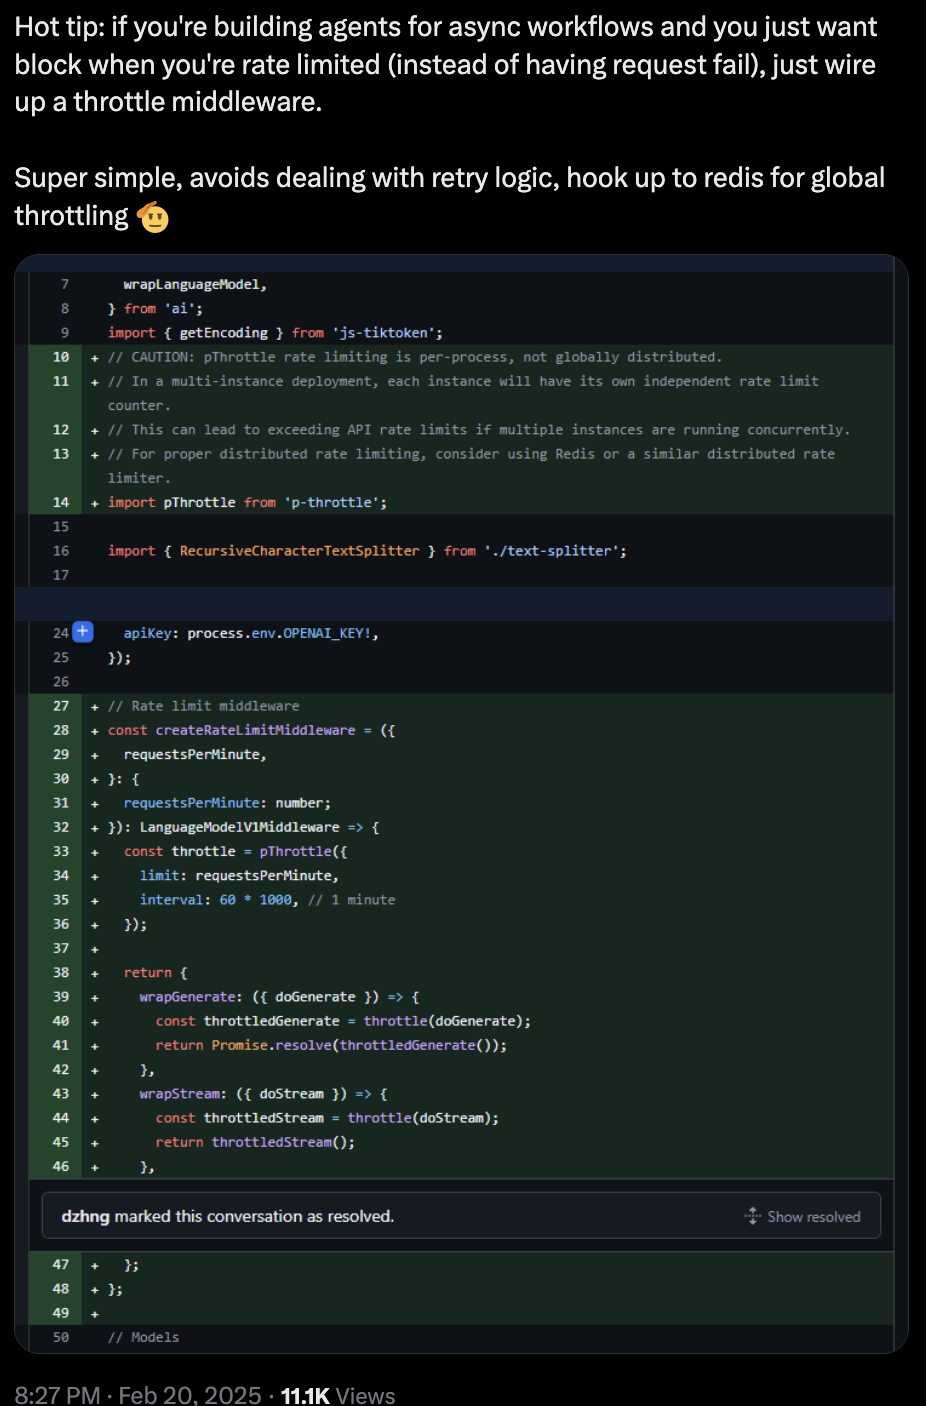 Hot tip: if you're building agents for async workflows and you just want
block when you're rate limited (instead of having request fail), just wire
up a throttle middleware.
Super simple, avoids dealing with retry logic, hook up to redis for global
throttling 🫡
7 wrapLanguageModel,
8 } from 'ai';
9 import { getEncoding } from 'js-tiktoken';
10 + // CAUTION: pThrottle rate limiting is per-process, not globally distributed.
11 + // In a multi-instance deployment, each instance will have its own independent rate limit
counter.
12 + // This can lead to exceeding API rate limits if multiple instances are running concurrently.
13 + // For proper distributed rate limiting, consider using Redis or a similar distributed rate
limiter.
14 + import pThrottle from 'p-throttle';
15
16 import { RecursiveCharacterTextSplitter } from './text-splitter';
17
24 + apiKey: process.env.OPENAI_KEY!,
25 });
26
27 + // Rate limit middleware
28 + const createRateLimitMiddleware = ({
29 + requestsPerMinute,
30 + }: {
31 + requestsPerMinute: number;
32 + }): LanguageModelV1Middleware => {
33 + const throttle = pThrottle({
34 + limit: requestsPerMinute,
35 + interval: 60 * 1000, // 1 minute
36 + });
37 +
38 + return {
39 + wrapGenerate: ({ doGenerate }) => {
40 + const throttledGenerate = throttle(doGenerate);
41 + return Promise.resolve(throttledGenerate());
42 + },
43 + wrapStream: ({ doStream }) => {
44 + const throttledStream = throttle(doStream);
45 + return throttledStream();
46 + },
dzhng marked this conversation as resolved. Show resolved
47 + };
48 + };
49 +
50 // Models
8:27 PM · Feb 20, 2025 · 11.1K Views